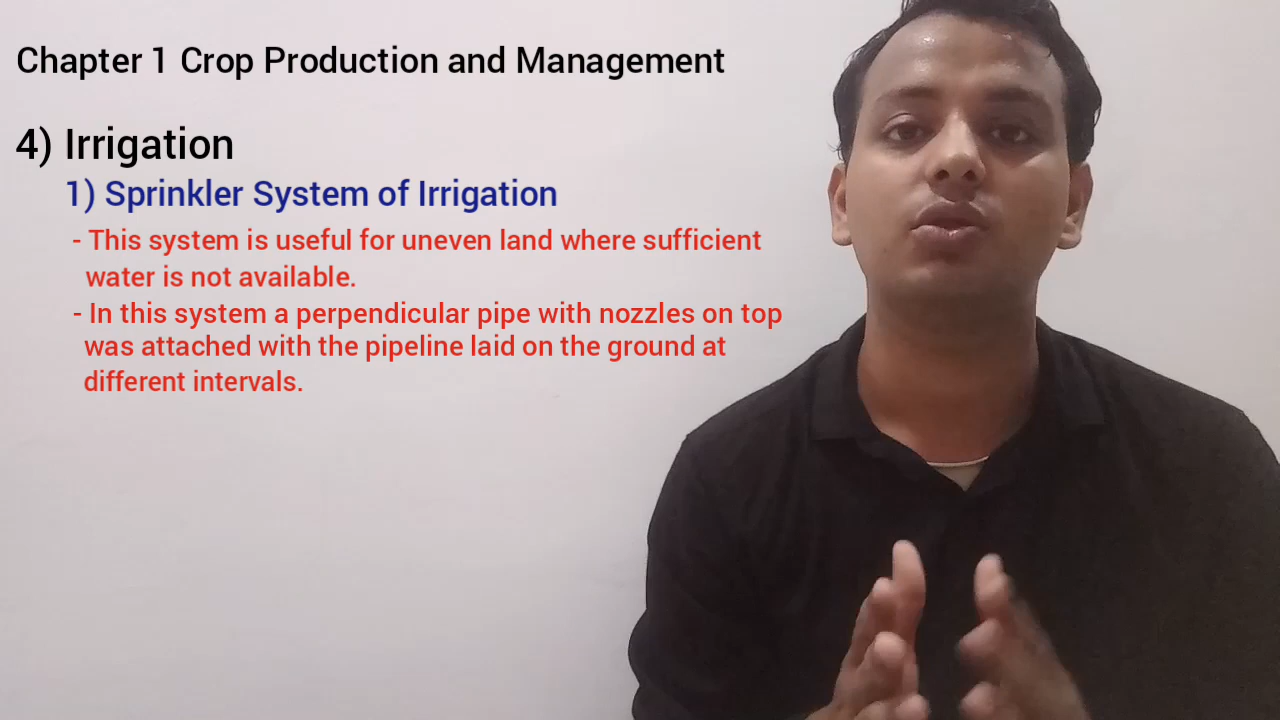 Chapter 1 Crop Production and Management
4) Irrigation
1) Sprinkler System of Irrigation
- This system is useful for uneven land where sufficient
water is not available.
- In this system a perpendicular pipe with nozzles on top
was attached with the pipeline laid on the ground at
different intervals.